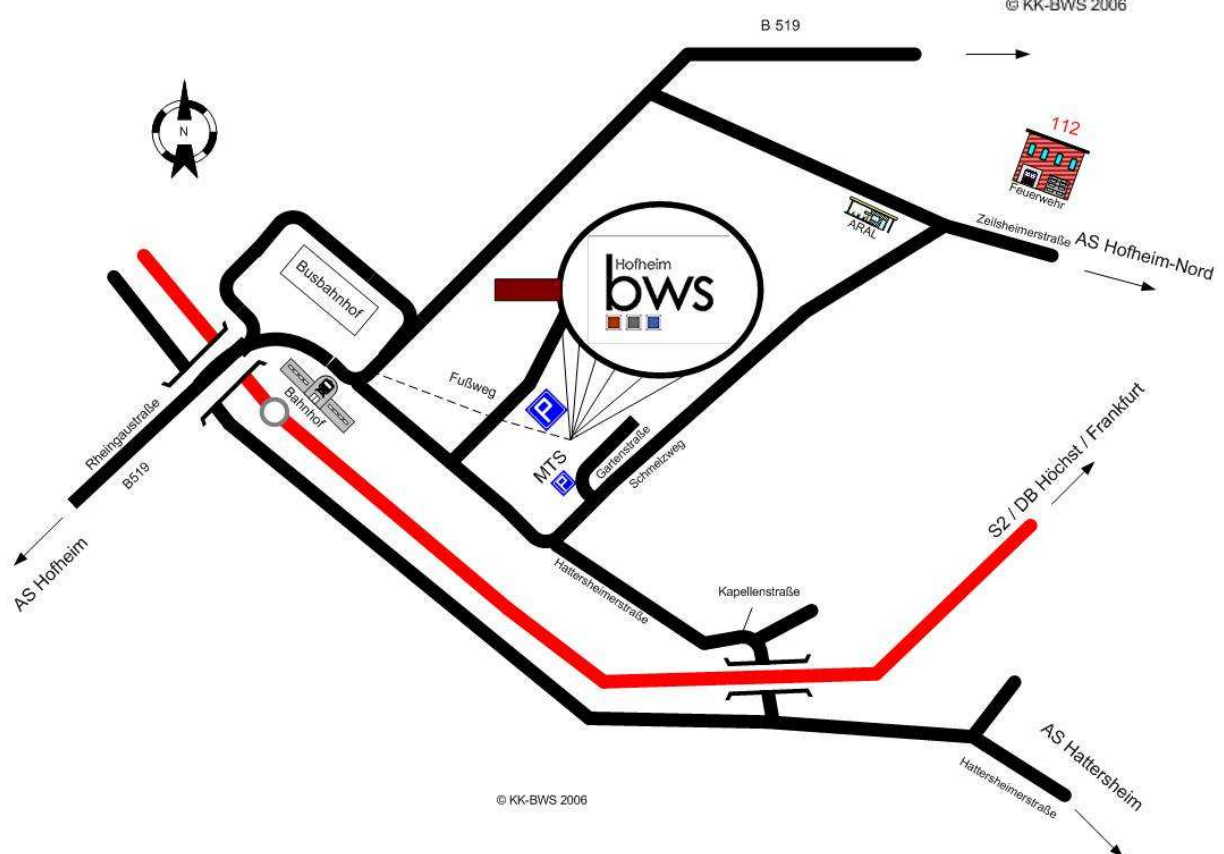 © KK-BWS 2006
B 519
N
112
Feuerwehr
ARAL
Zeilsheimerstraße
AS Hofheim-Nord
Busbahnhof
Hofheim
bws
Bahnhof
Fußweg
P
MTS
P
Gartenstraße
Schmelzweg
Rheingaustraße
B519
AS Hofheim
S2 / DB Höchst / Frankfurt
Hattersheimerstraße
Kapellenstraße
AS Hattersheim
Hattersheimerstraße
© KK-BWS 2006